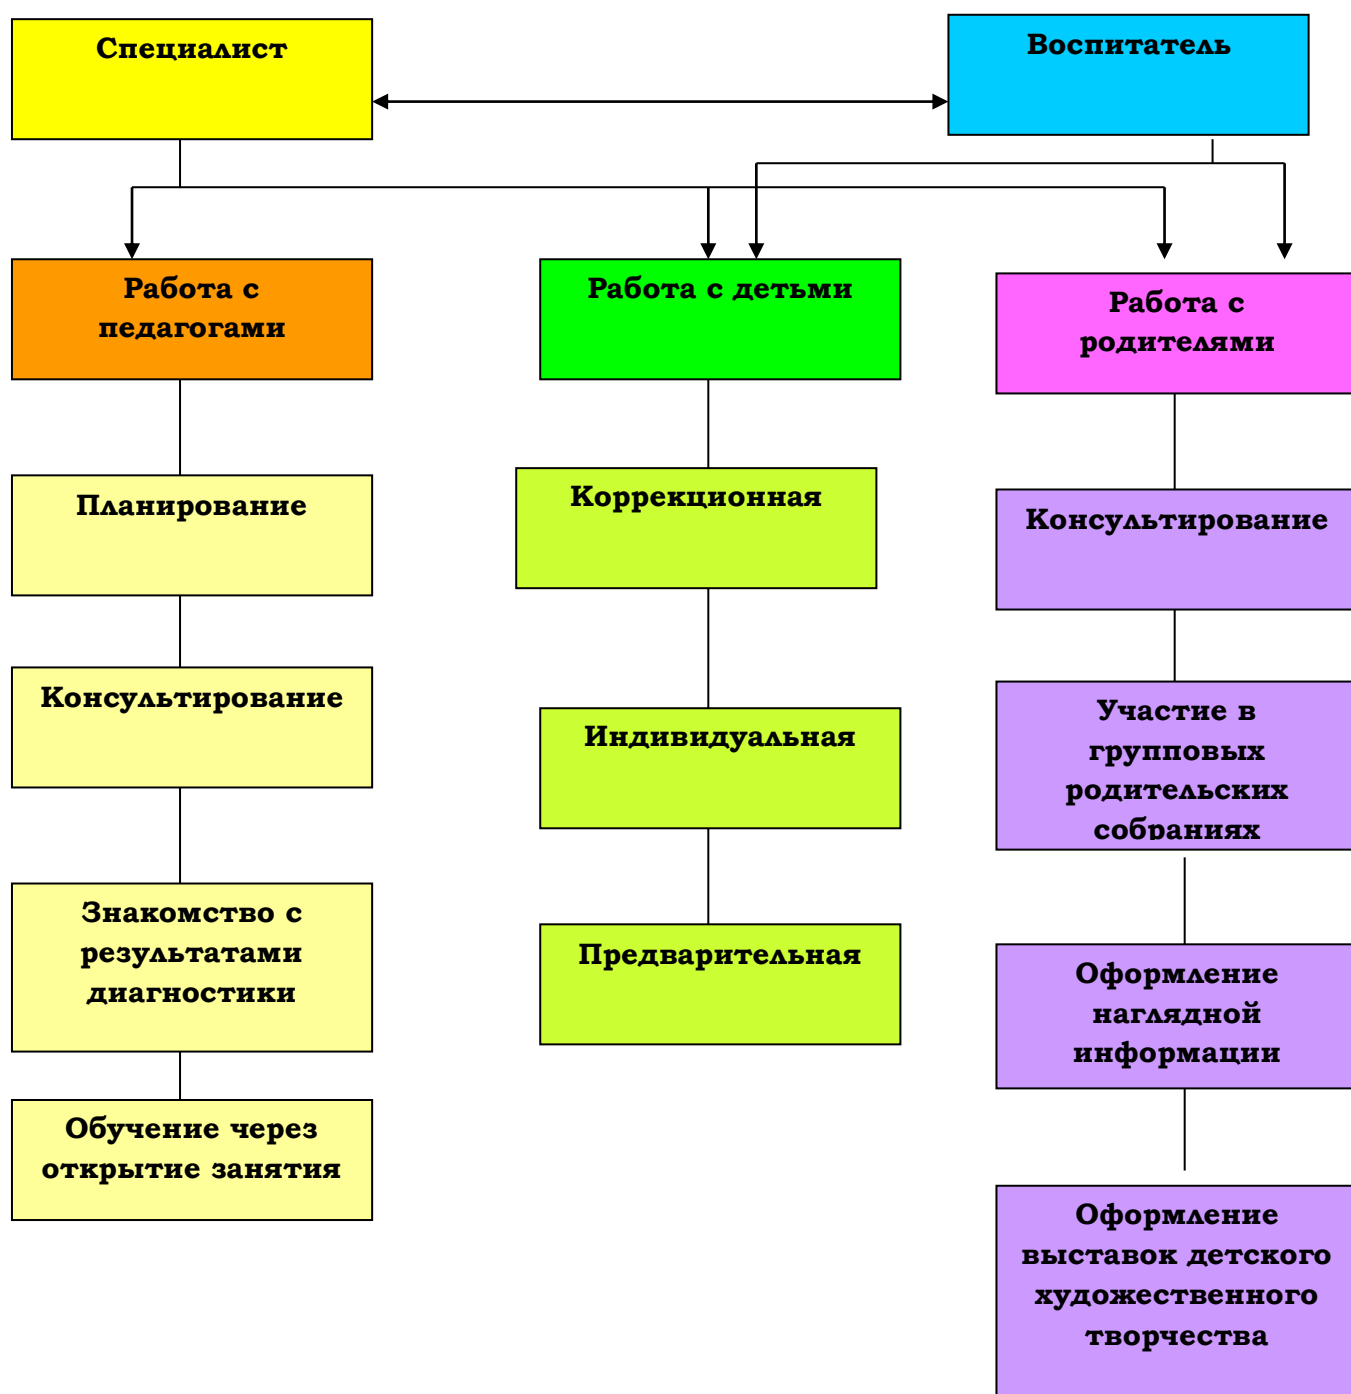 Специалист
Воспитатель
Работа с
педагогами
Работа с детьми
Работа с
родителями
Планирование
Коррекционная
Консультирование
Консультирование
Индивидуальная
Участие в
групповых
родительских
собраниях
Знакомство с
результатами
диагностики
Предварительная
Оформление
наглядной
информации
Обучение через
открытие занятия
Оформление
выставок детского
художественного
творчества